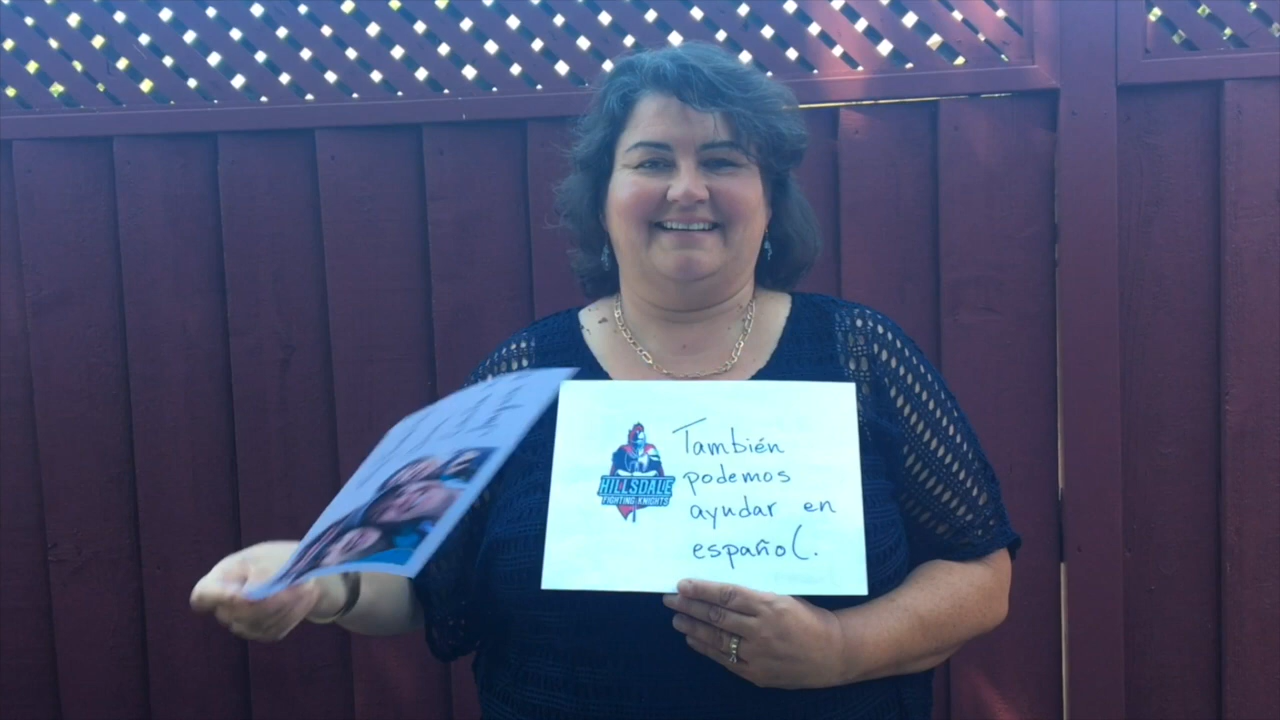 HILLSDALE
FIGHTING KNIGHTS
También
podemos
ayudar en
español.